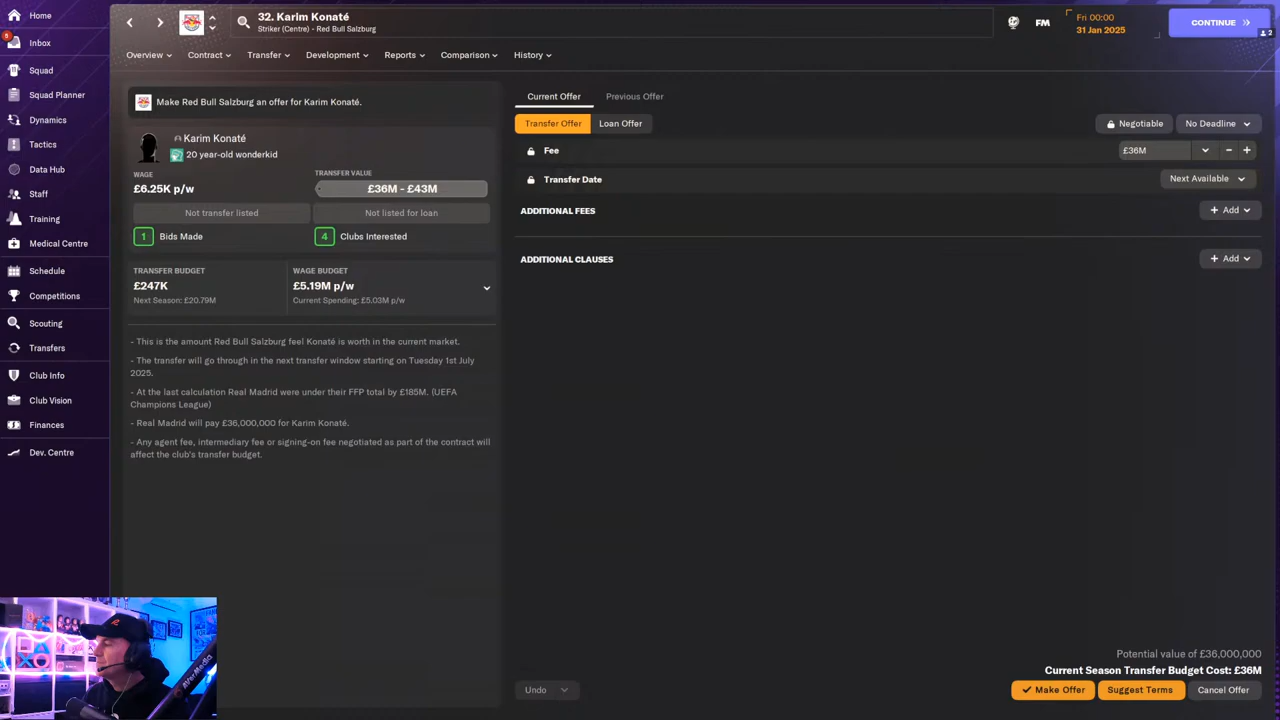 Home
32. Karim Konaté
Striker (Centre) - Red Bull Salzburg
FM
Fri 00:00
31 Jan 2025
CONTINUE
2
5
Inbox
Overview
Contract
Transfer
Development
Reports
Comparison
History
Squad
Squad Planner
Dynamics
Tactics
Data Hub
Staff
Training
Medical Centre
Schedule
Competitions
Scouting
Transfers
Club Info
Club Vision
Finances
Dev. Centre
Make Red Bull Salzburg an offer for Karim Konaté.
Karim Konaté
20 year-old wonderkid
WAGE
£6.25K p/w
TRANSFER VALUE
£36M - £43M
Not transfer listed
Not listed for loan
1 Bids Made
4 Clubs Interested
TRANSFER BUDGET
£247K
Next Season: £20.79M
WAGE BUDGET
£5.19M p/w
Current Spending: £5.03M p/w
- This is the amount Red Bull Salzburg feel Konaté is worth in the current market.
- The transfer will go through in the next transfer window starting on Tuesday 1st July
2025.
- At the last calculation Real Madrid were under their FFP total by £185M. (UEFA
Champions League)
- Real Madrid will pay £36,000,000 for Karim Konaté.
- Any agent fee, intermediary fee or signing-on fee negotiated as part of the contract will
affect the club's transfer budget.
Current Offer
Previous Offer
Transfer Offer
Loan Offer
Negotiable
No Deadline
Fee
£36M
Transfer Date
Next Available
ADDITIONAL FEES
+ Add
ADDITIONAL CLAUSES
+ Add
Undo
Potential value of £36,000,000
Current Season Transfer Budget Cost: £36M
Make Offer
Suggest Terms
Cancel Offer
AVerMedia